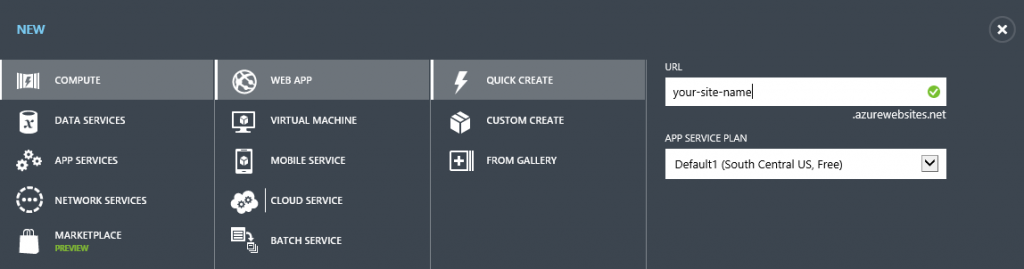 NEW
COMPUTE
DATA SERVICES
APP SERVICES
NETWORK SERVICES
MARKETPLACE
PREVIEW
WEB APP
VIRTUAL MACHINE
MOBILE SERVICE
CLOUD SERVICE
BATCH SERVICE
QUICK CREATE
CUSTOM CREATE
FROM GALLERY
URL
your-site-name
.azurewebsites.net
APP SERVICE PLAN
Default1 (South Central US, Free)